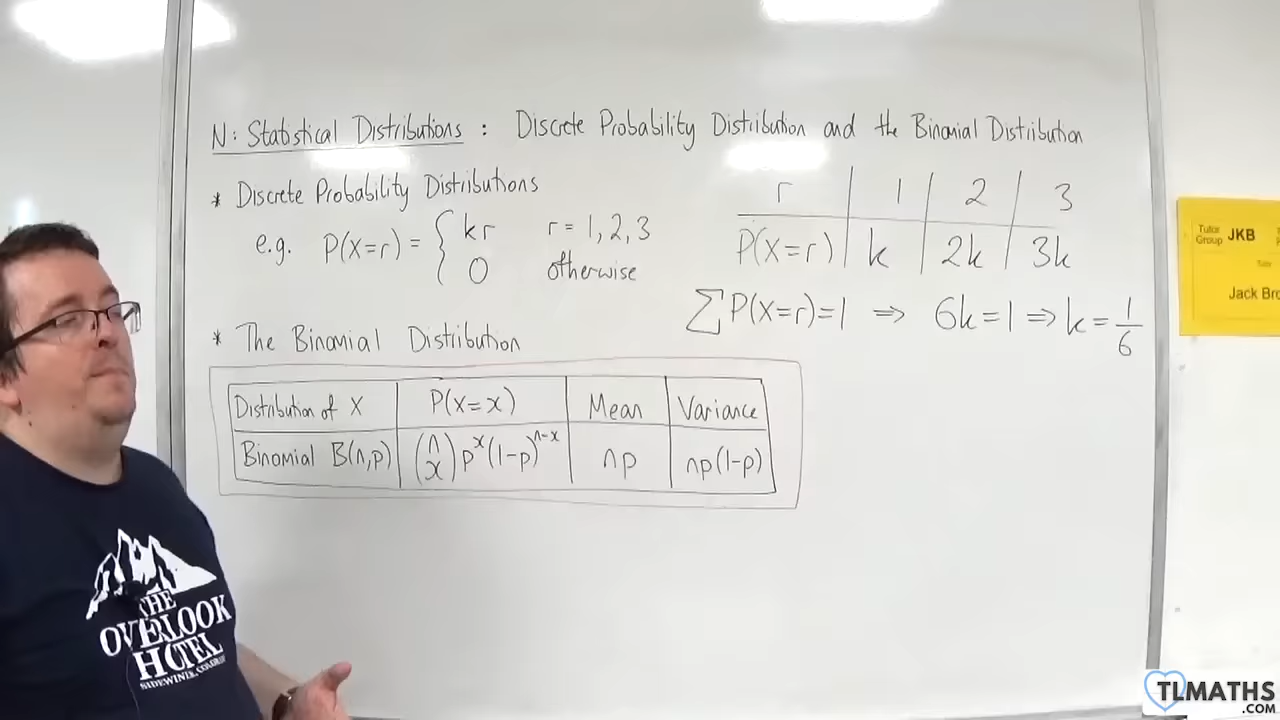 N: Statistical Distributions : Discrete Probability Distribution and the Binomial Distribution
* Discrete Probability Distributions
e.g. P(X=r) = { kr r = 1, 2, 3
0 otherwise
r | 1 | 2 | 3
P(X=r) | k | 2k | 3k
∑P(X=r)=1 ⇒ 6k=1 ⇒ k=1/6
* The Binomial Distribution
Distribution of X | P(X=x) | Mean | Variance
Binomial B(n,p) | (n x) p^x (1-p)^(n-x) | np | np(1-p)
THE
OVERLOOK
HOTEL
Tutor Group JKB
Jack Bro
TLMATHS
.COM